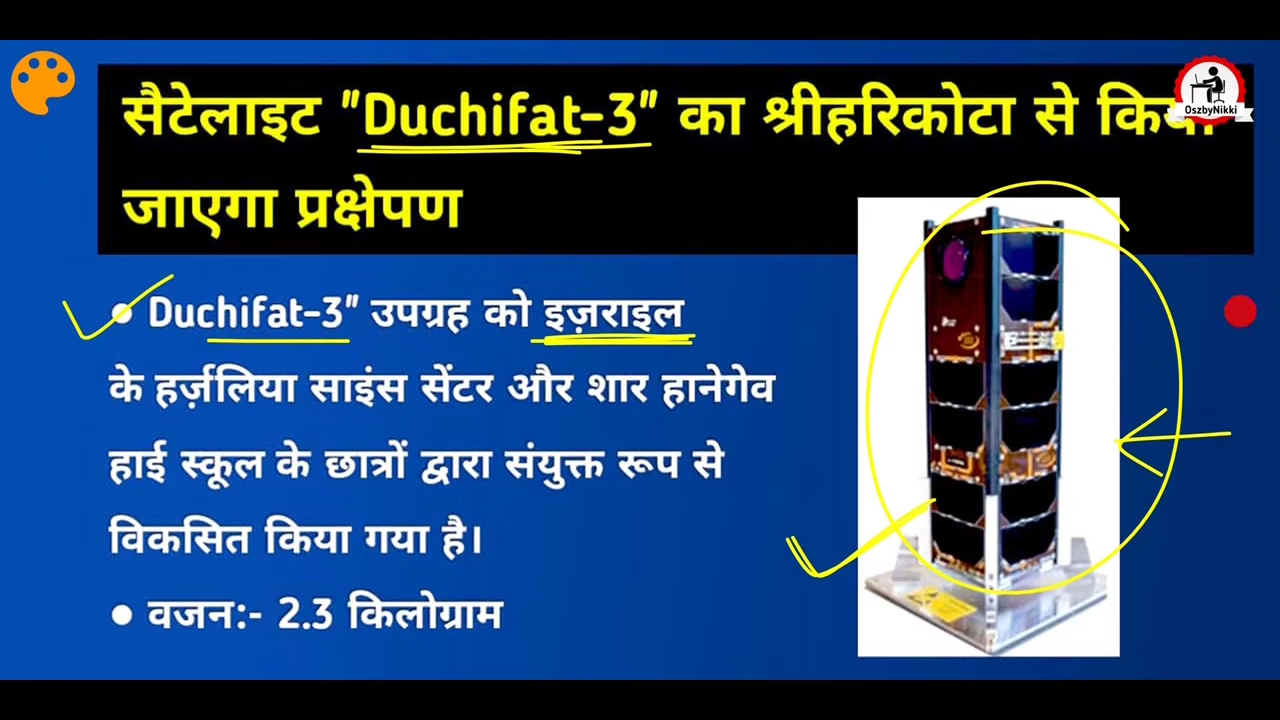 सैटेलाइट "Duchifat-3" का श्रीहरिकोटा से किया
जाएगा प्रक्षेपण
OszbyNikki
● Duchifat-3" उपग्रह को इज़राइल
के हर्ज़लिया साइंस सेंटर और शार हानेगेव
हाई स्कूल के छात्रों द्वारा संयुक्त रूप से
विकसित किया गया है।
● वजन:- 2.3 किलोग्राम